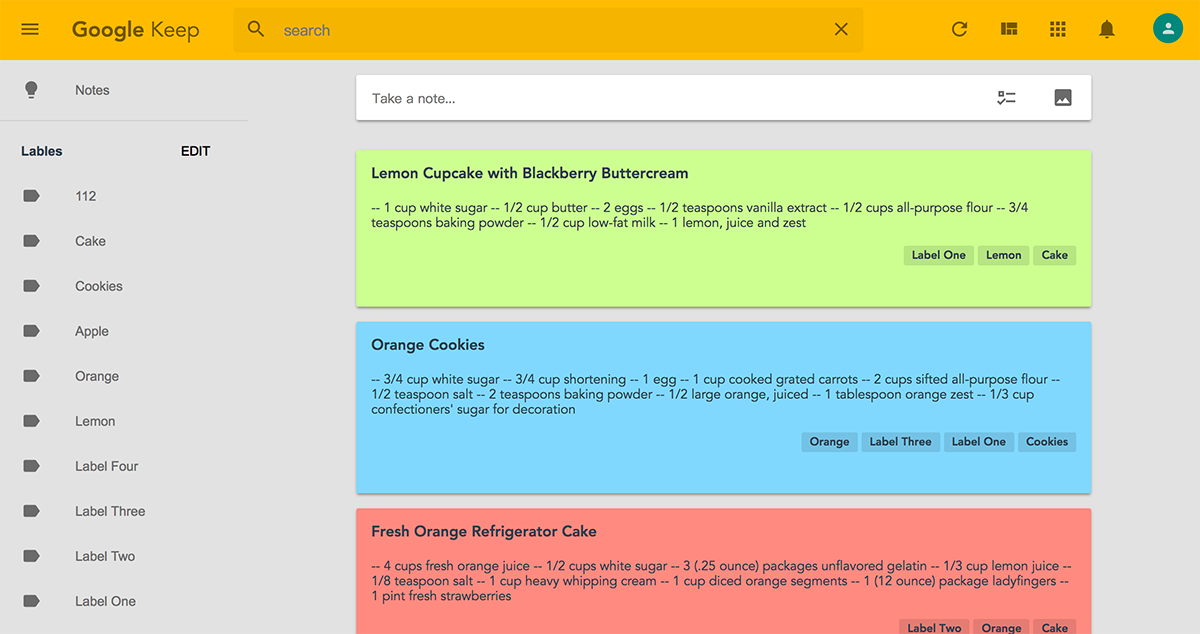 Google Keep
search
Notes
Take a note...
Lables EDIT
112
Cake
Cookies
Apple
Orange
Lemon
Label Four
Label Three
Label Two
Label One
Lemon Cupcake with Blackberry Buttercream
-- 1 cup white sugar -- 1/2 cup butter -- 2 eggs -- 1/2 teaspoons vanilla extract -- 1/2 cups all-purpose flour -- 3/4
teaspoons baking powder -- 1/2 cup low-fat milk -- 1 lemon, juice and zest
Label One Lemon Cake
Orange Cookies
-- 3/4 cup white sugar -- 3/4 cup shortening -- 1 egg -- 1 cup cooked grated carrots -- 2 cups sifted all-purpose flour --
1/2 teaspoon salt -- 2 teaspoons baking powder -- 1/2 large orange, juiced -- 1 tablespoon orange zest -- 1/3 cup
confectioners' sugar for decoration
Orange Label Three Label One Cookies
Fresh Orange Refrigerator Cake
-- 4 cups fresh orange juice -- 1/2 cups white sugar -- 3 (.25 ounce) packages unflavored gelatin -- 1/3 cup lemon juice --
1/8 teaspoon salt -- 1 cup heavy whipping cream -- 1 cup diced orange segments -- 1 (12 ounce) package ladyfingers --
1 pint fresh strawberries
Label Two Orange Cake